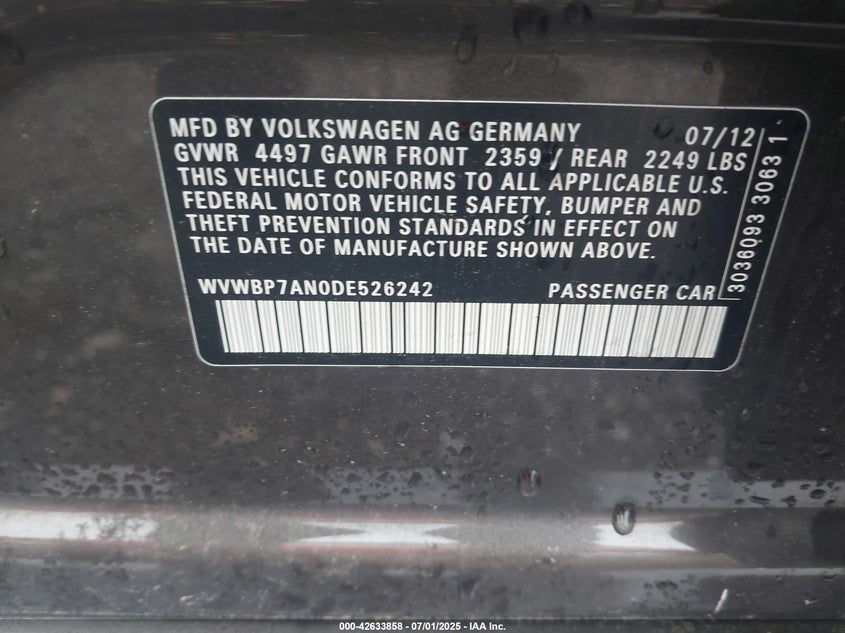 MFD BY VOLKSWAGEN AG GERMANY 07/12
GVWR 4497 GAWR FRONT 2359 / REAR 2249 LBS
THIS VEHICLE CONFORMS TO ALL APPLICABLE U.S.
FEDERAL MOTOR VEHICLE SAFETY, BUMPER AND
THEFT PREVENTION STANDARDS IN EFFECT ON
THE DATE OF MANUFACTURE SHOWN ABOVE.
WVWBP7AN0DE526242 PASSENGER CAR
3036093 3063 1
000-42633858 - 07/01/2025 - IAA Inc.